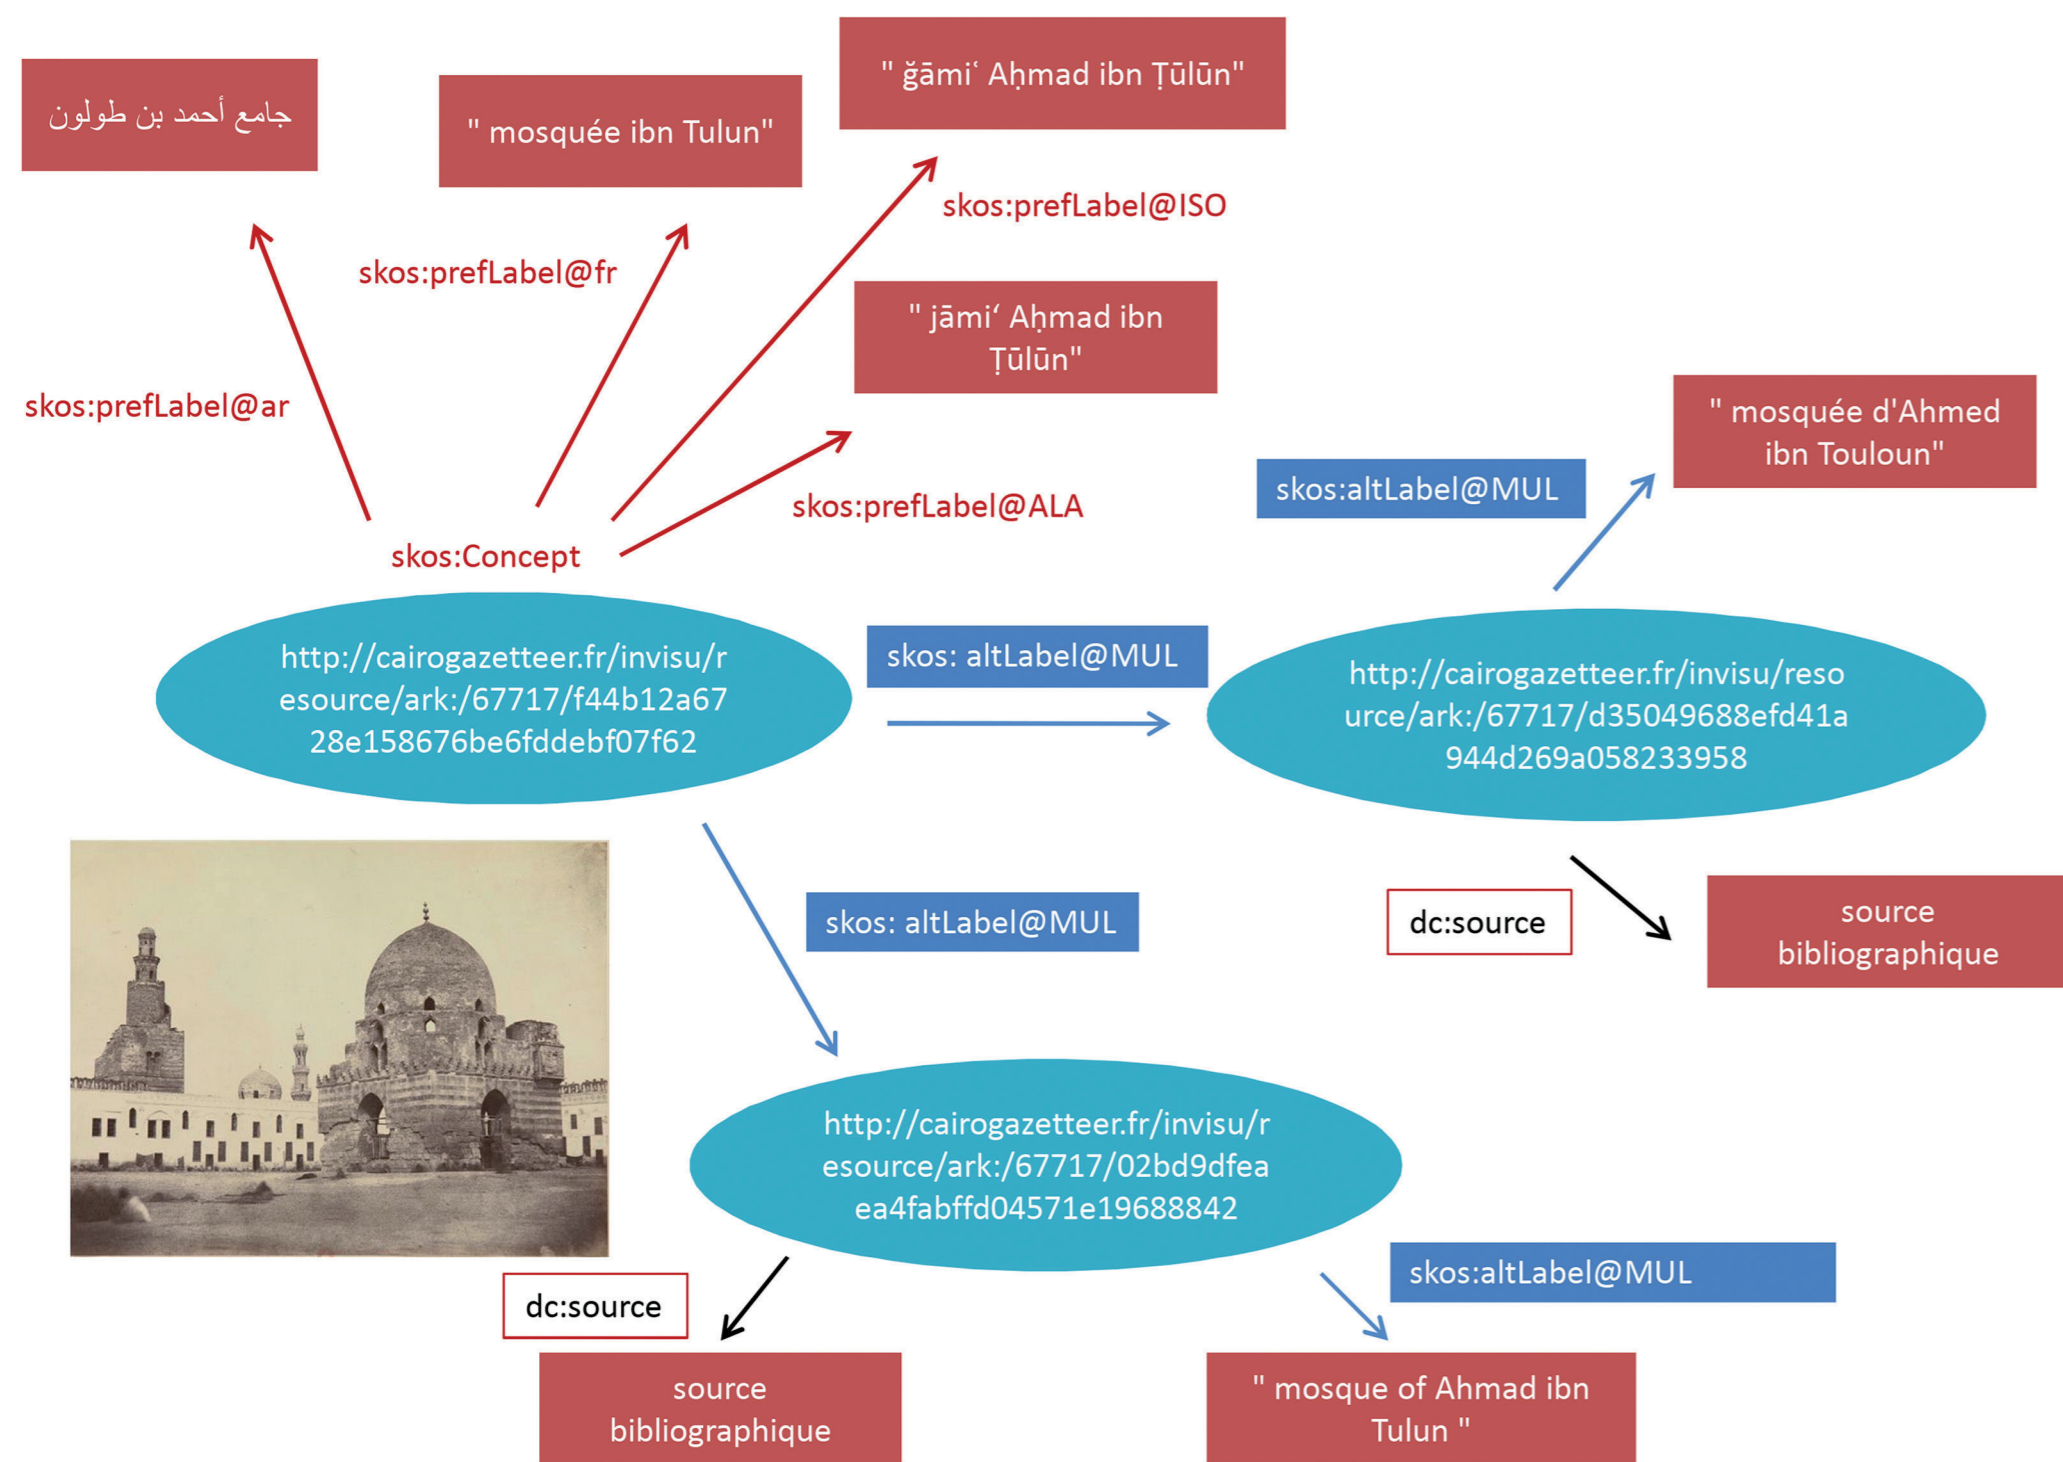 جامع أحمد بن طولون
" mosquée ibn Tulun"
" ğāmiʿ Aḥmad ibn Ṭūlūn"
skos:prefLabel@ISO
skos:prefLabel@fr
" jāmi‘ Aḥmad ibn
Ṭūlūn"
skos:prefLabel@ar
skos:prefLabel@ALA
skos:Concept
" mosquée d'Ahmed
ibn Touloun"
skos:altLabel@MUL
http://cairogazetteer.fr/invisu/r
esource/ark:/67717/f44b12a67
28e158676be6fddebf07f62
skos: altLabel@MUL
http://cairogazetteer.fr/invisu/reso
urce/ark:/67717/d35049688efd41a
944d269a058233958
skos: altLabel@MUL
dc:source
source
bibliographique
http://cairogazetteer.fr/invisu/r
esource/ark:/67717/02bd9dfea
ea4fabffd04571e19688842
dc:source
source
bibliographique
skos:altLabel@MUL
" mosque of Ahmad ibn
Tulun "